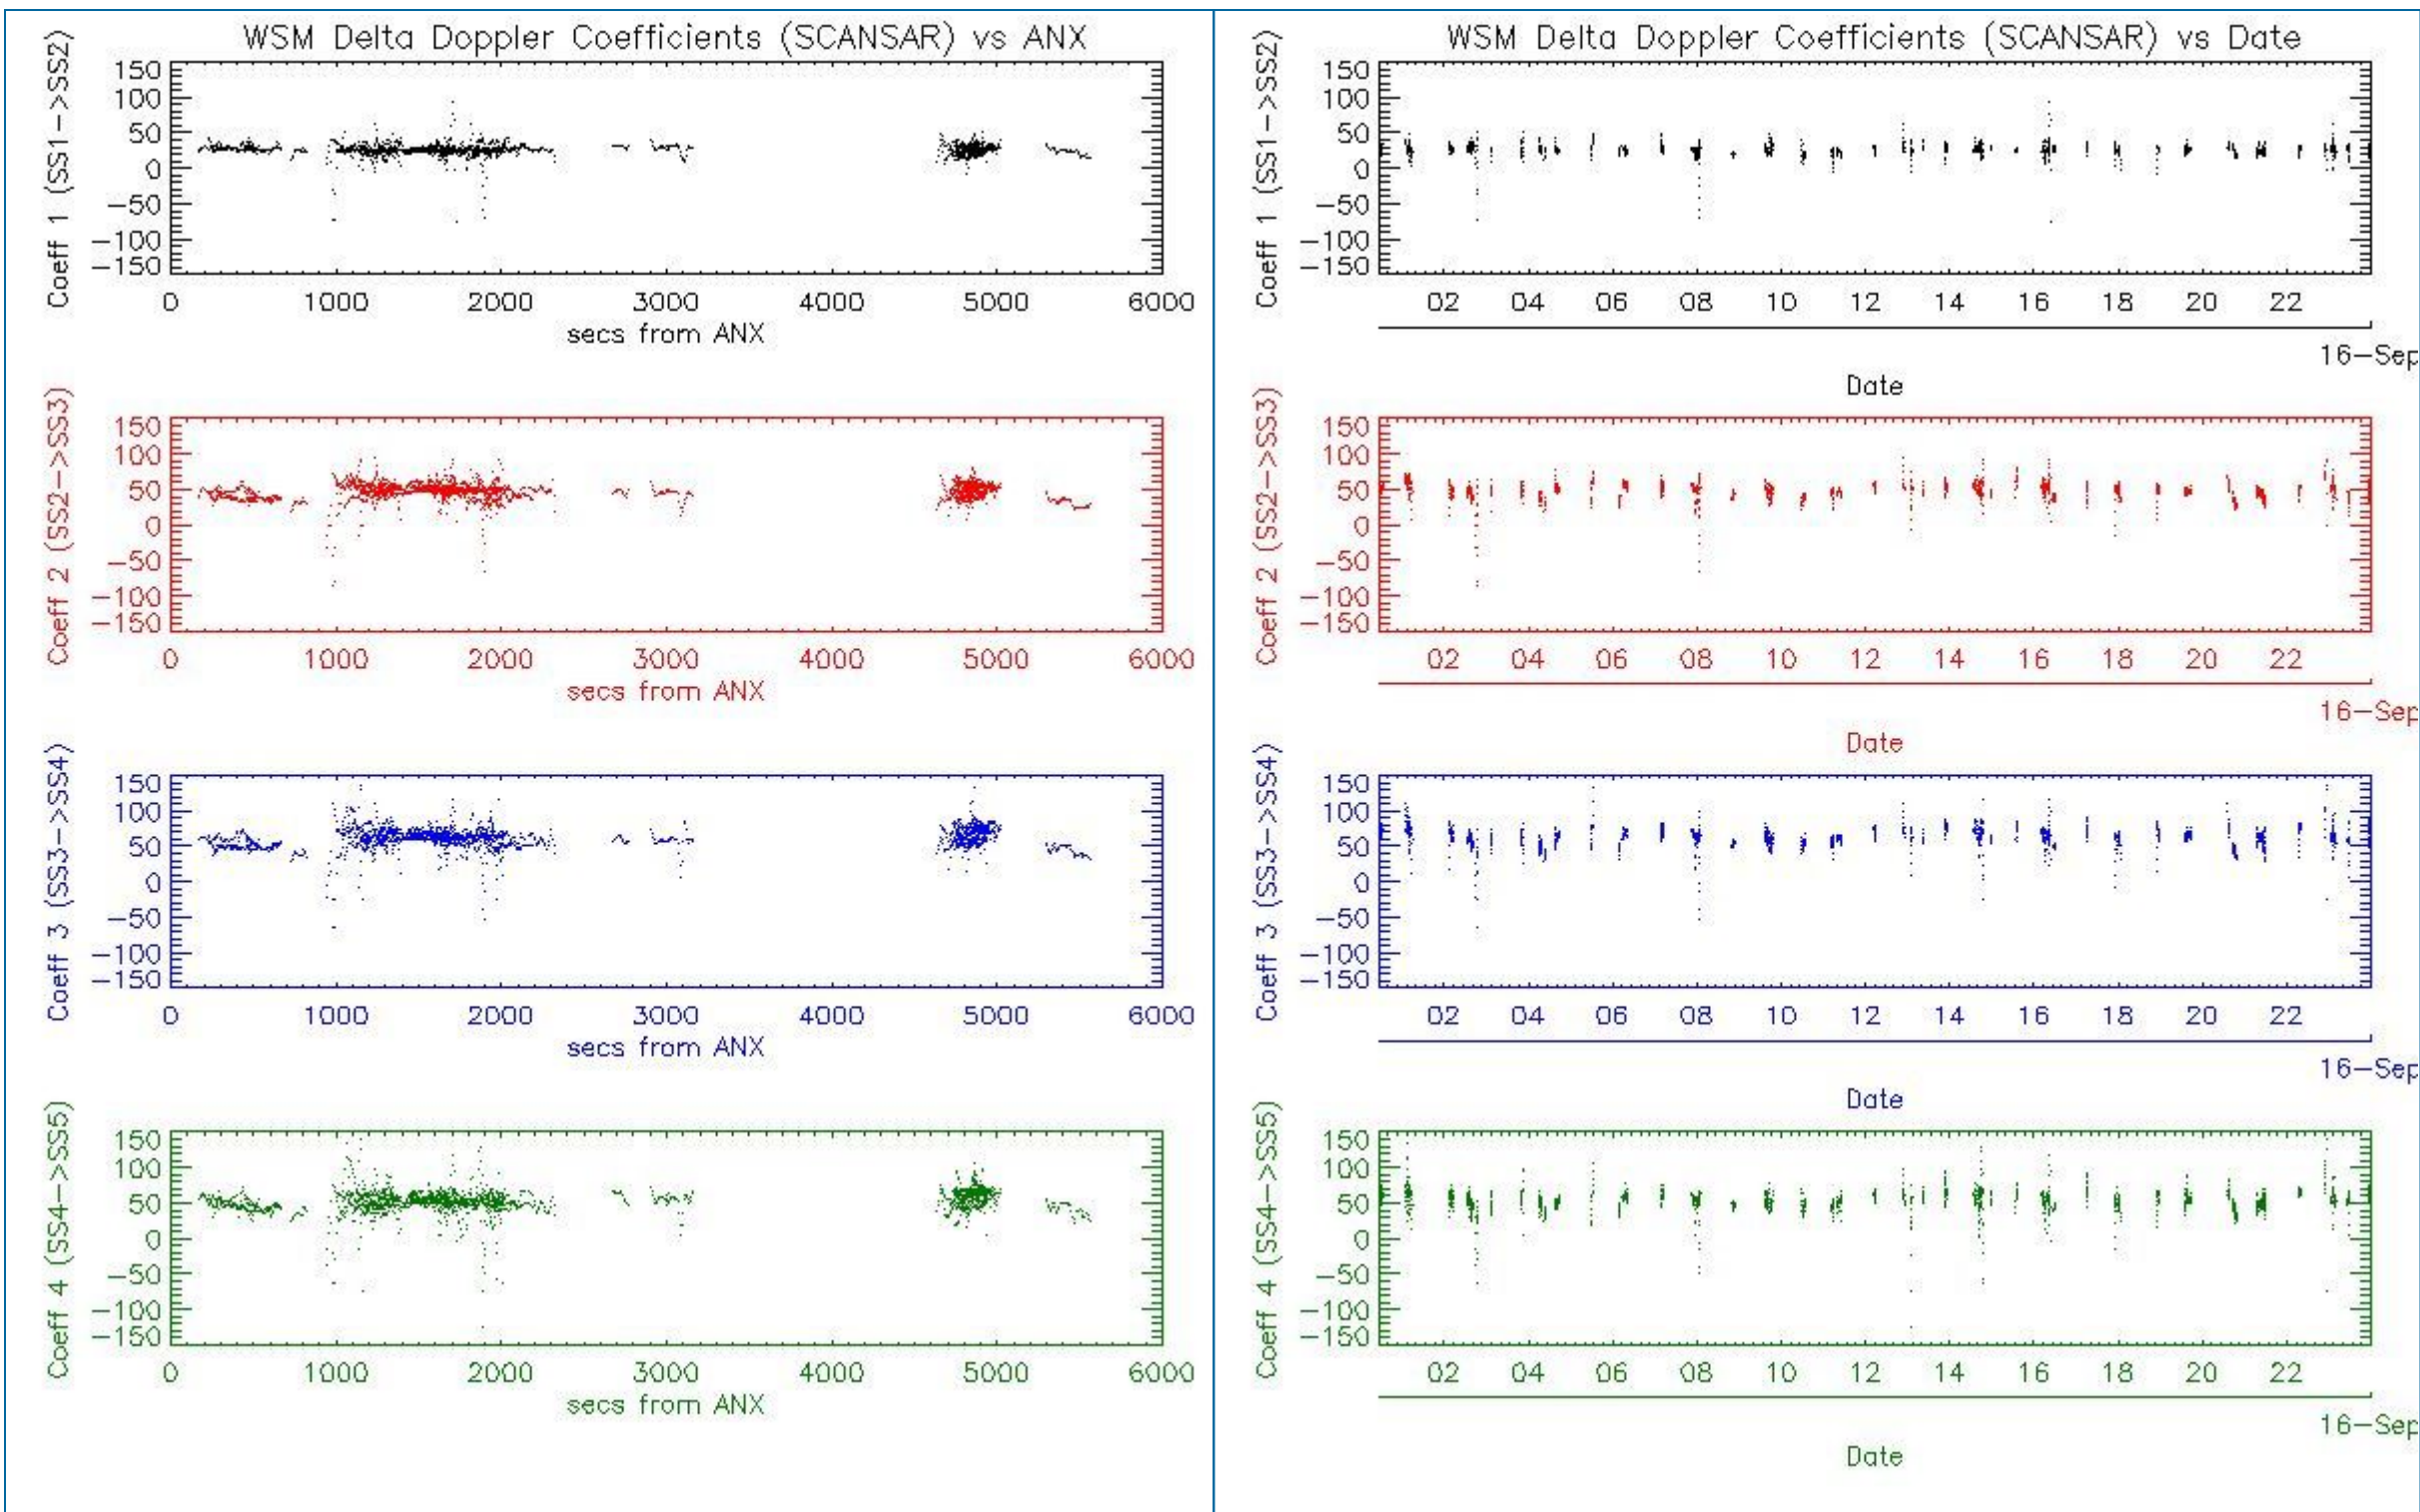 WSM Delta Doppler Coefficients (SCANSAR) vs ANX
Coeff 1 (SS1->SS2)
150
100
50
0
-50
-100
-150
0 1000 2000 3000 4000 5000 6000
secs from ANX
Coeff 2 (SS2->SS3)
150
100
50
0
-50
-100
-150
0 1000 2000 3000 4000 5000 6000
secs from ANX
Coeff 3 (SS3->SS4)
150
100
50
0
-50
-100
-150
0 1000 2000 3000 4000 5000 6000
secs from ANX
Coeff 4 (SS4->SS5)
150
100
50
0
-50
-100
-150
0 1000 2000 3000 4000 5000 6000
secs from ANX
WSM Delta Doppler Coefficients (SCANSAR) vs Date
Coeff 1 (SS1->SS2)
150
100
50
0
-50
-100
-150
02 04 06 08 10 12 14 16 18 20 22
16-Sep
Date
Coeff 2 (SS2->SS3)
150
100
50
0
-50
-100
-150
02 04 06 08 10 12 14 16 18 20 22
16-Sep
Date
Coeff 3 (SS3->SS4)
150
100
50
0
-50
-100
-150
02 04 06 08 10 12 14 16 18 20 22
16-Sep
Date
Coeff 4 (SS4->SS5)
150
100
50
0
-50
-100
-150
02 04 06 08 10 12 14 16 18 20 22
16-Sep
Date